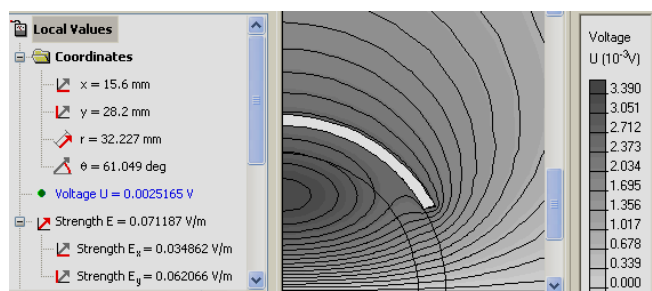 Local Values
Coordinates
x = 15.6 mm
y = 28.2 mm
r = 32.227 mm
θ = 61.049 deg
Voltage U = 0.0025165 V
Strength E = 0.071187 V/m
Strength Ex = 0.034862 V/m
Strength Ey = 0.062066 V/m
Voltage
U (10-3V)
3.390
3.051
2.712
2.373
2.034
1.695
1.356
1.017
0.678
0.339
0.000